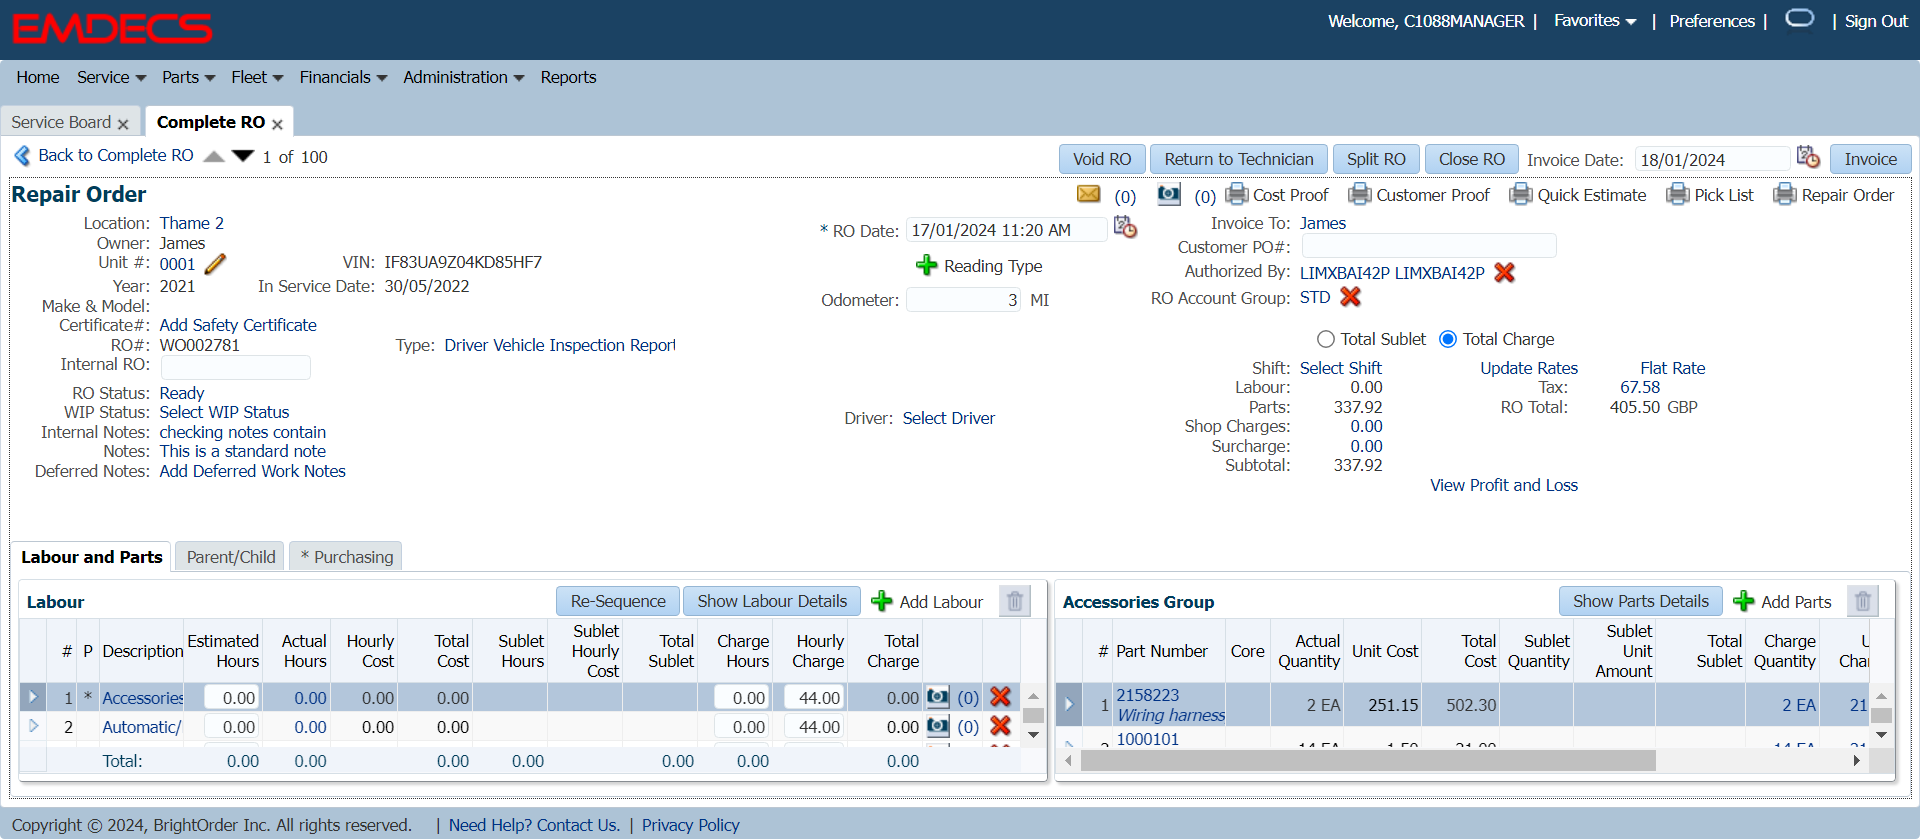 EMDECS
Welcome, C1088MANAGER | Favorites | Preferences | | Sign Out
Home Service Parts Fleet Financials Administration Reports
Service Board Complete RO
Back to Complete RO 1 of 100 Void RO Return to Technician Split RO Close RO Invoice Date: 18/01/2024 Invoice
Repair Order (0) (0) Cost Proof Customer Proof Quick Estimate Pick List Repair Order
Location: Thame 2 * RO Date: 17/01/2024 11:20 AM Invoice To: James
Owner: James Customer PO#:
Unit #: 0001 VIN: IF83UA9Z04KD85HF7 Reading Type Authorized By: LIMXBAI42P LIMXBAI42P
Year: 2021 In Service Date: 30/05/2022 Odometer: 3 MI RO Account Group: STD
Make & Model:
Certificate#: Add Safety Certificate
RO#: WO002781 Type: Driver Vehicle Inspection Report Total Sublet Total Charge
Internal RO: Shift: Select Shift Update Rates Flat Rate
RO Status: Ready Labour: 0.00 Tax: 67.58
WIP Status: Select WIP Status Driver: Select Driver Parts: 337.92 RO Total: 405.50 GBP
Internal Notes: checking notes contain Shop Charges: 0.00
Notes: This is a standard note Surcharge: 0.00
Deferred Notes: Add Deferred Work Notes Subtotal: 337.92
View Profit and Loss
Labour and Parts Parent/Child * Purchasing
Labour Re-Sequence Show Labour Details Add Labour
# P Description Estimated Hours Actual Hours Hourly Cost Total Cost Sublet Hours Sublet Hourly Cost Total Sublet Charge Hours Hourly Charge Total Charge
1 * Accessories 0.00 0.00 0.00 0.00 0.00 44.00 0.00 (0)
2 Automatic/ 0.00 0.00 0.00 0.00 0.00 44.00 0.00 (0)
Total: 0.00 0.00 0.00 0.00 0.00 0.00 0.00
Accessories Group Show Parts Details Add Parts
# Part Number Core Actual Quantity Unit Cost Total Cost Sublet Quantity Sublet Unit Amount Total Sublet Charge Quantity U Char
1 2158223 Wiring harness 2 EA 251.15 502.30 2 EA 21
2 1000101 14 EA 1.50 21.00 14 EA 21
Copyright © 2024, BrightOrder Inc. All rights reserved. | Need Help? Contact Us. | Privacy Policy